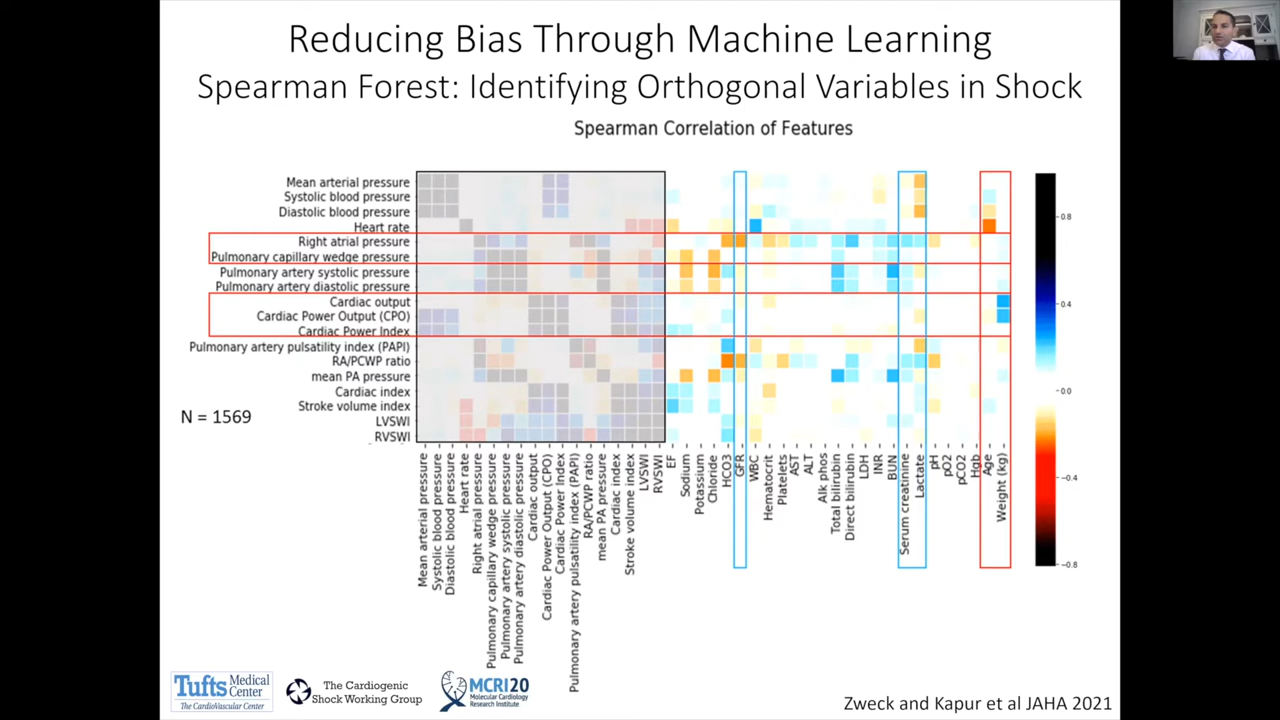 Reducing Bias Through Machine Learning
Spearman Forest: Identifying Orthogonal Variables in Shock
Spearman Correlation of Features
Mean arterial pressure
Systolic blood pressure
Diastolic blood pressure
Heart rate
Right atrial pressure
Pulmonary capillary wedge pressure
Pulmonary artery systolic pressure
Pulmonary artery diastolic pressure
Cardiac output
Cardiac Power Output (CPO)
Cardiac Power Index
Pulmonary artery pulsatility index (PAPI)
RA/PCWP ratio
mean PA pressure
Cardiac index
Stroke volume index
LVSWI
RVSWI
N = 1569
Mean arterial pressure
Systolic blood pressure
Diastolic blood pressure
Heart rate
Right atrial pressure
Pulmonary capillary wedge pressure
Pulmonary artery systolic pressure
Pulmonary artery diastolic pressure
Cardiac output
Cardiac Power Output (CPO)
Cardiac Power Index
Pulmonary artery pulsatility index (PAPI)
RA/PCWP ratio
mean PA pressure
Cardiac index
Stroke volume index
LVSWI
RVSWI
EF
Sodium
Potassium
Chloride
HCO3
GFR
WBC
Hematocrit
Platelets
AST
ALT
Alk phos
Total bilirubin
Direct bilirubin
LDH
INR
BUN
Serum creatinine
Lactate
pH
pO2
pCO2
Hgb
Age
Weight (kg)
0.8
0.4
0.0
−0.4
−0.8
Tufts Medical
Center
The CardioVascular Center
The Cardiogenic
Shock Working Group
MCRI20
Molecular Cardiology
Research Institute
Zweck and Kapur et al JAHA 2021